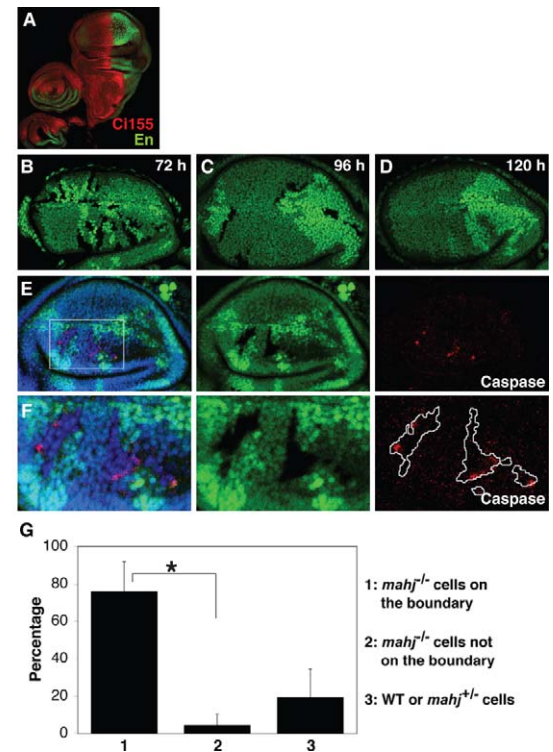 A
CI155
En
B 72 h C 96 h D 120 h
E
Caspase
F
Caspase
G
100
80
60
40
20
0
Percentage
*
1 2 3
1: mahj-/- cells on
the boundary
2: mahj-/- cells not
on the boundary
3: WT or mahj+/- cells